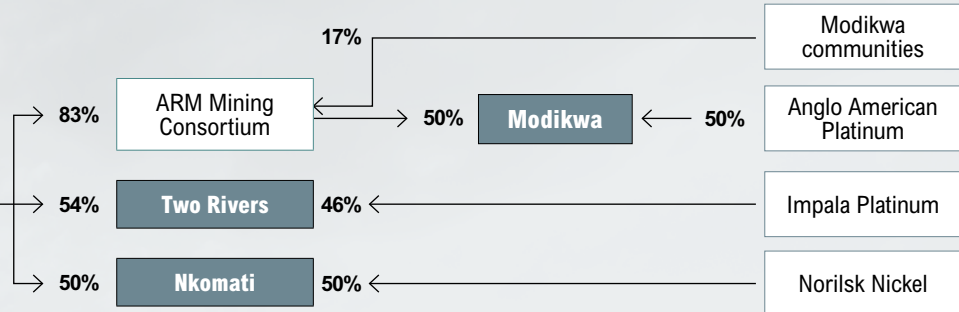 17%
Modikwa
communities
83%
ARM Mining
Consortium
50%
Modikwa
50%
Anglo American
Platinum
54%
Two Rivers
46%
Impala Platinum
50%
Nkomati
50%
Norilsk Nickel